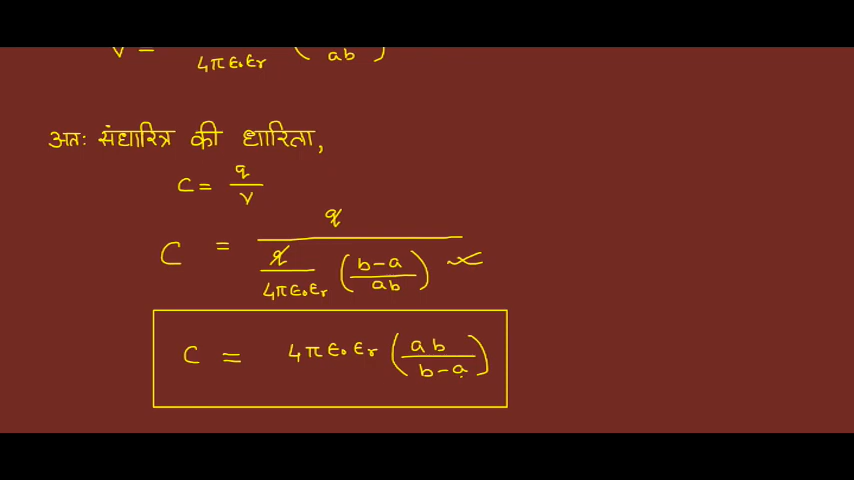 V = 4πε₀εᵣ ( ab )
अतः संधारित्र की धारिता,
C = q/V
C = q / (q/4πε₀εᵣ ((b-a)/ab))
C = 4πε₀εᵣ (ab/(b-a))